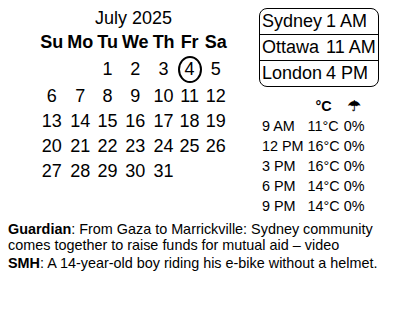 July 2025
Su Mo Tu We Th Fr Sa
1 2 3 4 5
6 7 8 9 10 11 12
13 14 15 16 17 18 19
20 21 22 23 24 25 26
27 28 29 30 31
Sydney 1 AM
Ottawa 11 AM
London 4 PM
°C ☂
9 AM 11°C 0%
12 PM 16°C 0%
3 PM 16°C 0%
6 PM 14°C 0%
9 PM 14°C 0%
Guardian: From Gaza to Marrickville: Sydney community
comes together to raise funds for mutual aid – video
SMH: A 14-year-old boy riding his e-bike without a helmet.